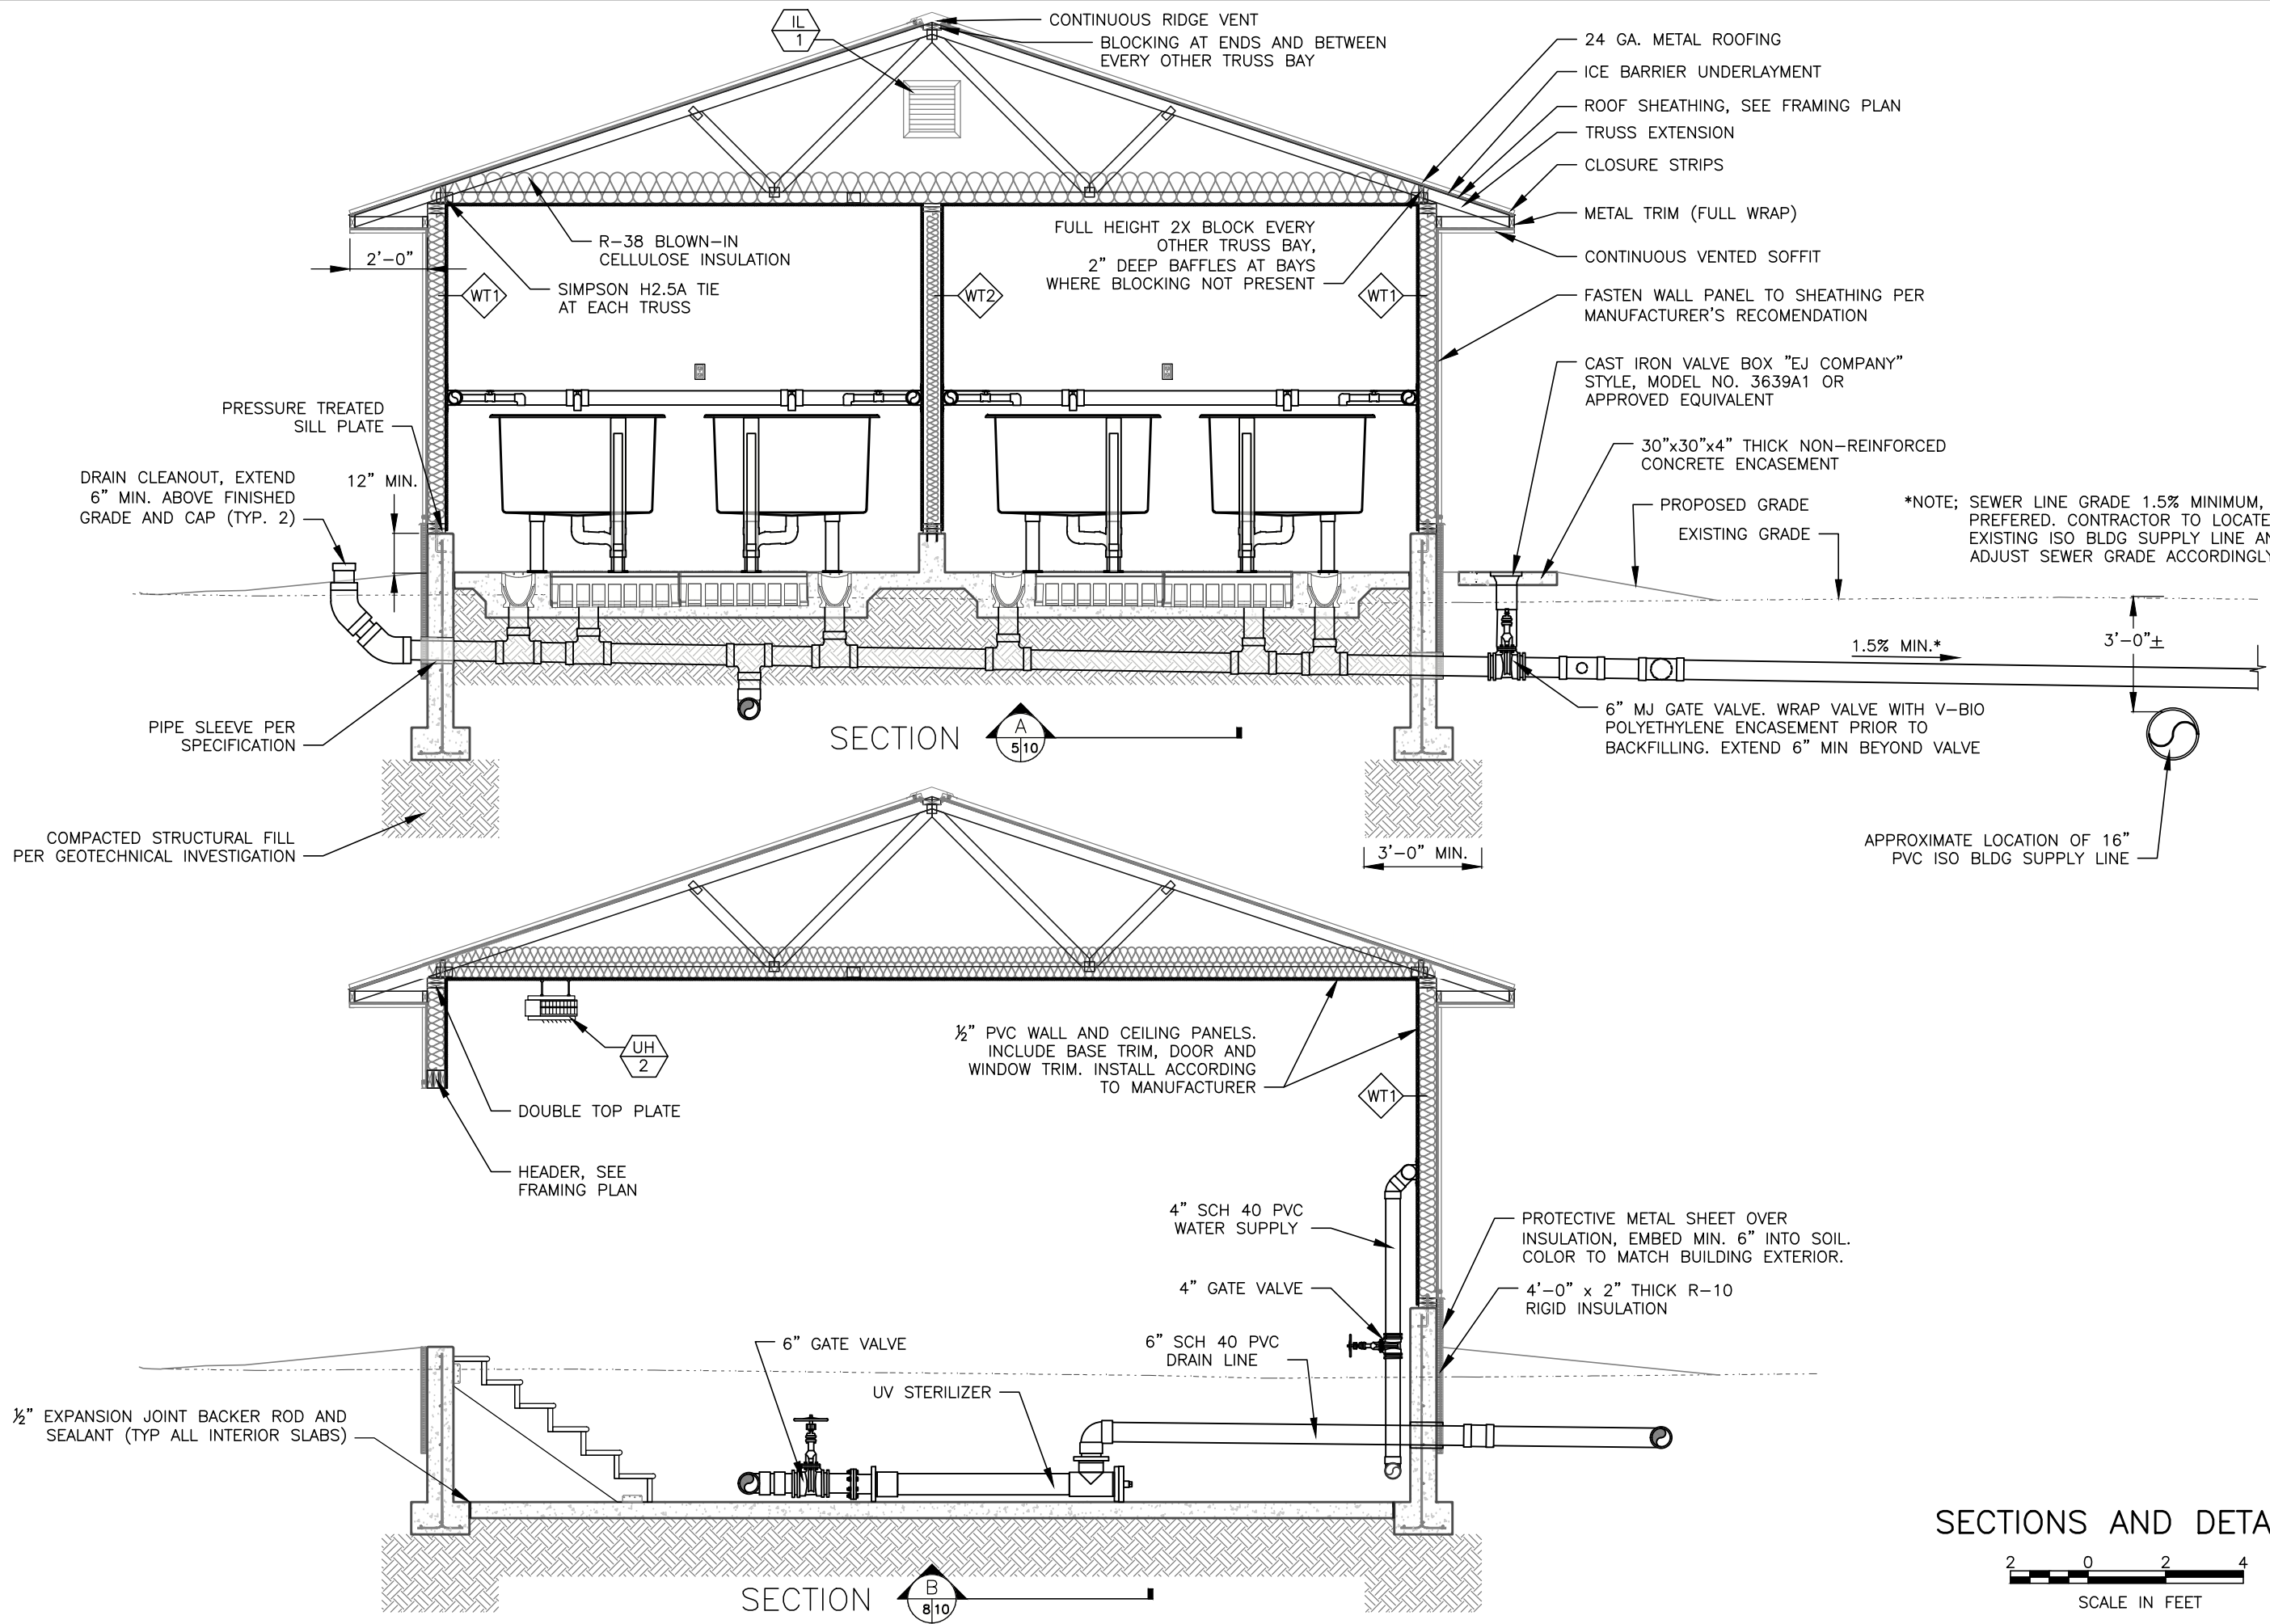 IL
1
CONTINUOUS RIDGE VENT
BLOCKING AT ENDS AND BETWEEN
EVERY OTHER TRUSS BAY
24 GA. METAL ROOFING
ICE BARRIER UNDERLAYMENT
ROOF SHEATHING, SEE FRAMING PLAN
TRUSS EXTENSION
CLOSURE STRIPS
METAL TRIM (FULL WRAP)
CONTINUOUS VENTED SOFFIT
FASTEN WALL PANEL TO SHEATHING PER
MANUFACTURER'S RECOMENDATION
CAST IRON VALVE BOX "EJ COMPANY"
STYLE, MODEL NO. 3639A1 OR
APPROVED EQUIVALENT
30"x30"x4" THICK NON-REINFORCED
CONCRETE ENCASEMENT
PROPOSED GRADE
EXISTING GRADE
*NOTE; SEWER LINE GRADE 1.5% MINIMUM,
PREFERED. CONTRACTOR TO LOCATE
EXISTING ISO BLDG SUPPLY LINE AN
ADJUST SEWER GRADE ACCORDINGLY
R-38 BLOWN-IN
CELLULOSE INSULATION
SIMPSON H2.5A TIE
AT EACH TRUSS
FULL HEIGHT 2X BLOCK EVERY
OTHER TRUSS BAY,
2" DEEP BAFFLES AT BAYS
WHERE BLOCKING NOT PRESENT
2'-0"
WT1
WT2
WT1
PRESSURE TREATED
SILL PLATE
DRAIN CLEANOUT, EXTEND
6" MIN. ABOVE FINISHED
GRADE AND CAP (TYP. 2)
12" MIN.
PIPE SLEEVE PER
SPECIFICATION
COMPACTED STRUCTURAL FILL
PER GEOTECHNICAL INVESTIGATION
1.5% MIN.*
3'-0"±
6" MJ GATE VALVE. WRAP VALVE WITH V-BIO
POLYETHYLENE ENCASEMENT PRIOR TO
BACKFILLING. EXTEND 6" MIN BEYOND VALVE
APPROXIMATE LOCATION OF 16"
PVC ISO BLDG SUPPLY LINE
3'-0" MIN.
SECTION
A
5|10
UH
2
½" PVC WALL AND CEILING PANELS.
INCLUDE BASE TRIM, DOOR AND
WINDOW TRIM. INSTALL ACCORDING
TO MANUFACTURER
WT1
DOUBLE TOP PLATE
HEADER, SEE
FRAMING PLAN
4" SCH 40 PVC
WATER SUPPLY
4" GATE VALVE
6" SCH 40 PVC
DRAIN LINE
PROTECTIVE METAL SHEET OVER
INSULATION, EMBED MIN. 6" INTO SOIL.
COLOR TO MATCH BUILDING EXTERIOR.
4'-0" x 2" THICK R-10
RIGID INSULATION
6" GATE VALVE
UV STERILIZER
½" EXPANSION JOINT BACKER ROD AND
SEALANT (TYP ALL INTERIOR SLABS)
SECTION
B
8|10
SECTIONS AND DETA
2 0 2 4
SCALE IN FEET